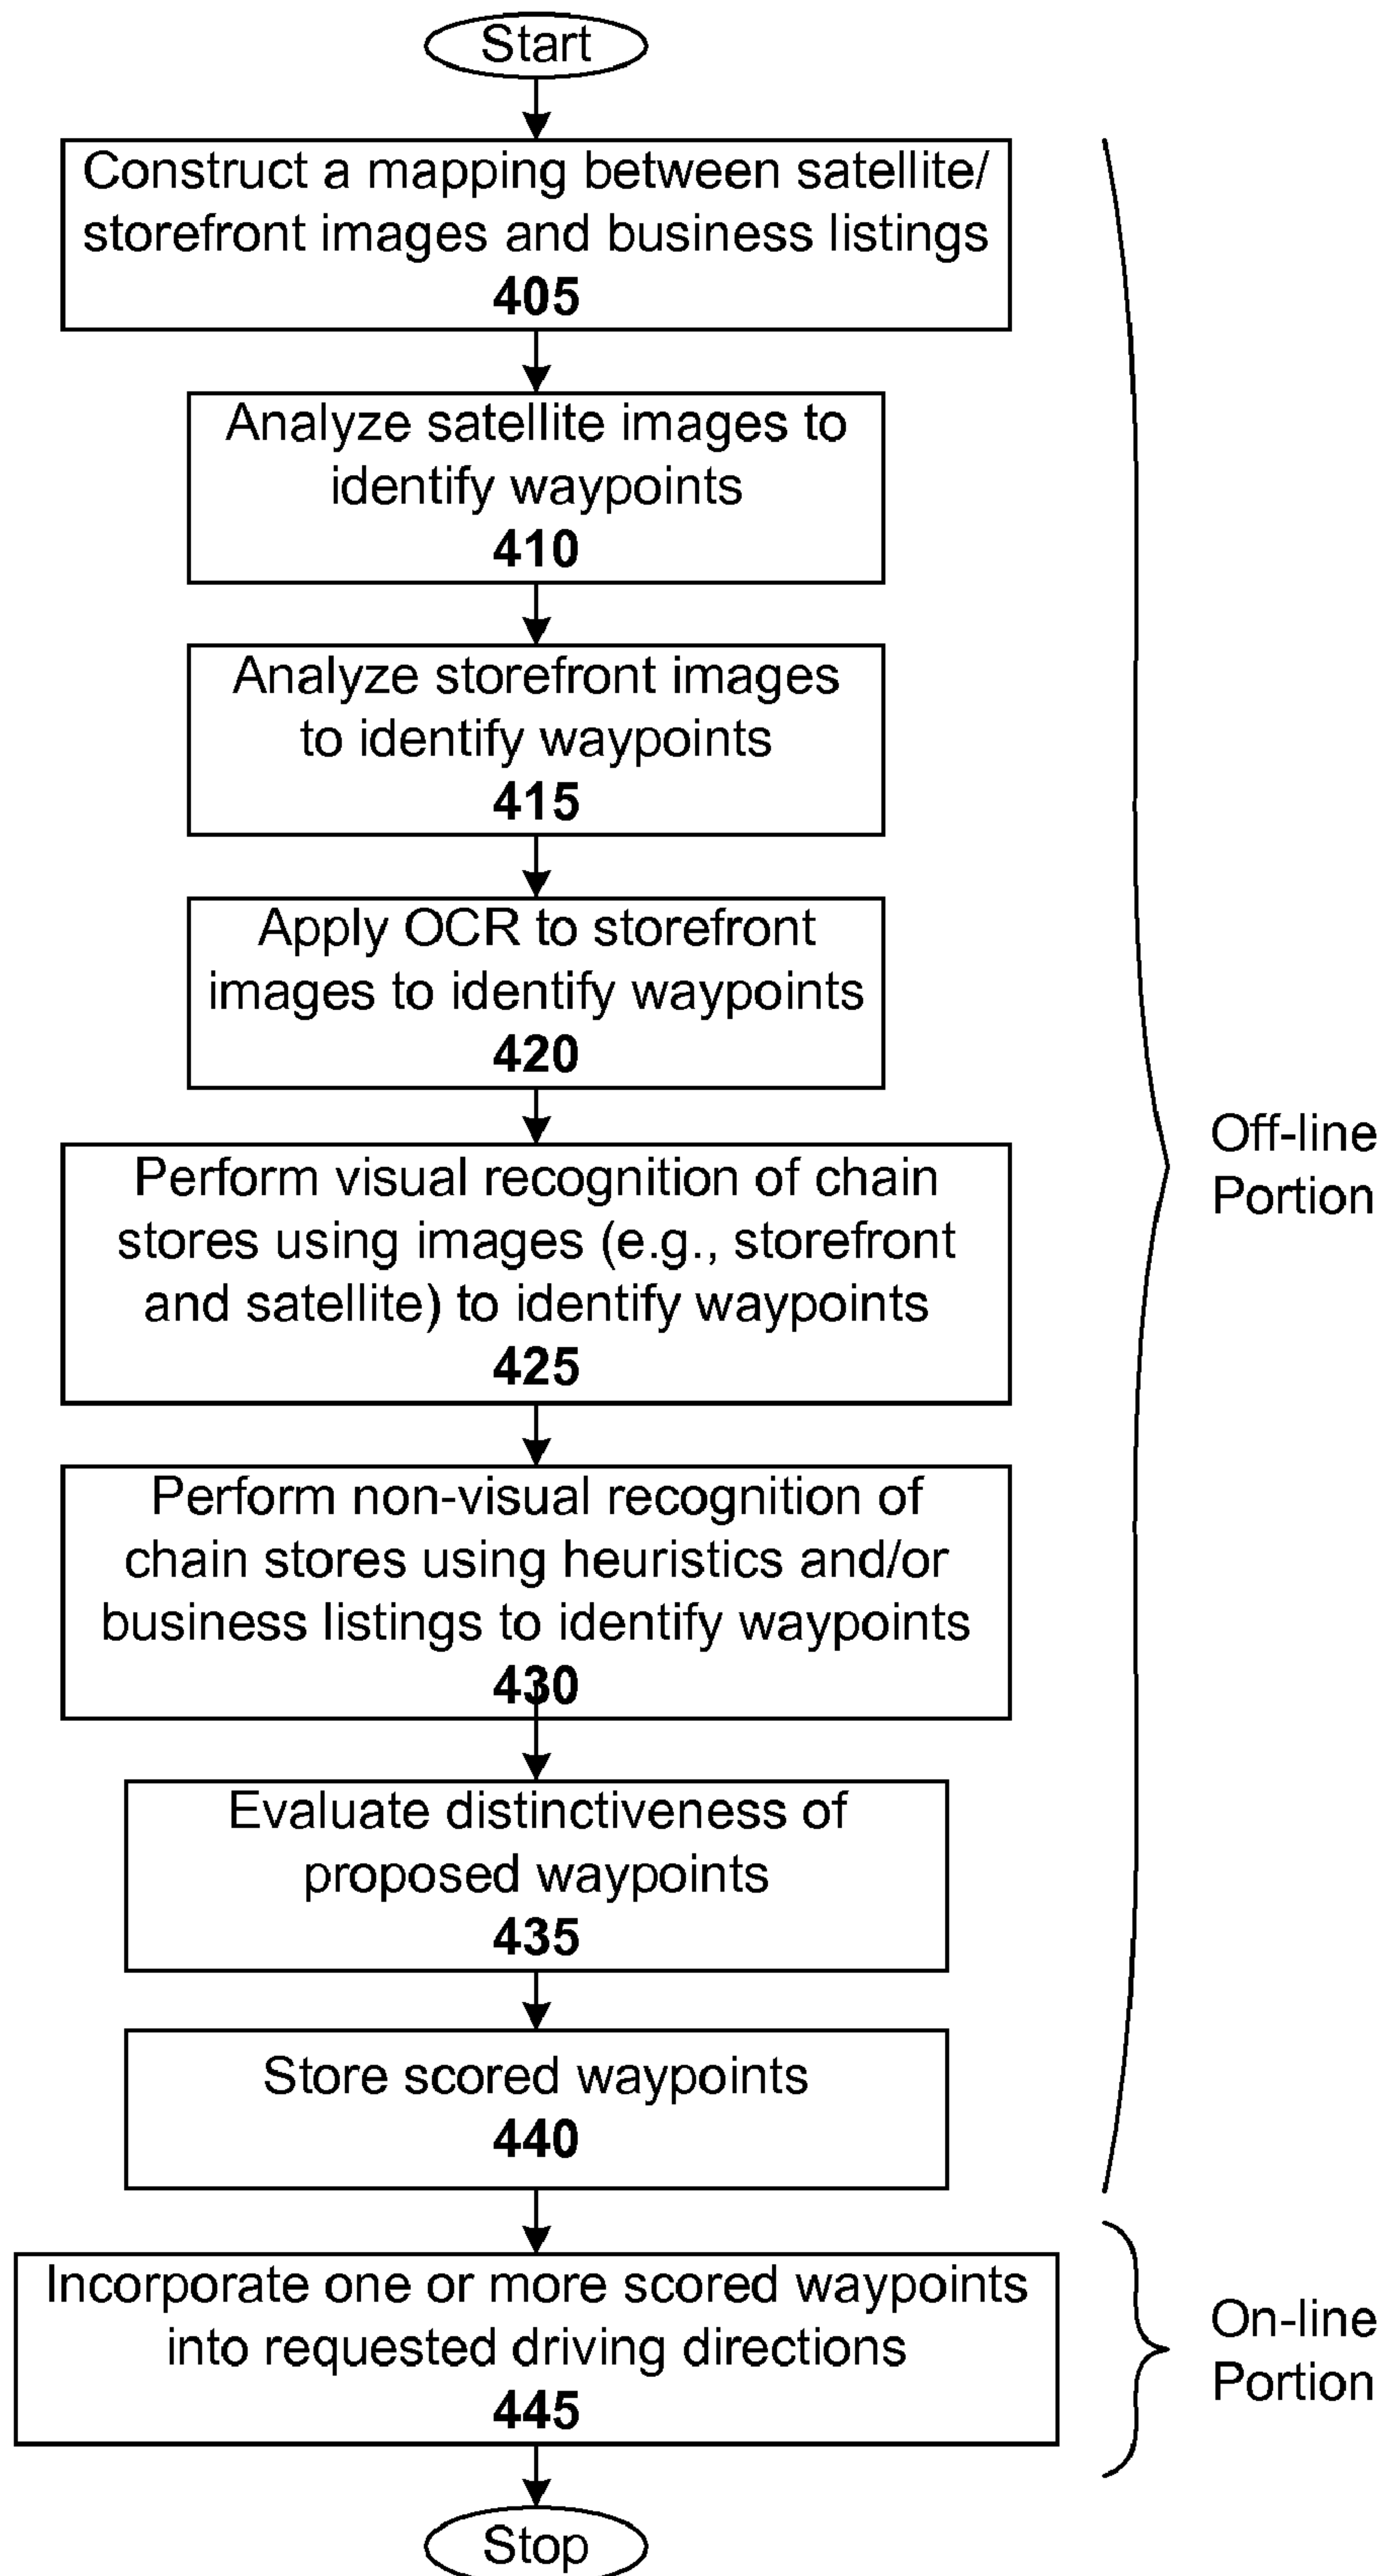 Start
Construct a mapping between satellite/
storefront images and business listings
405
Analyze satellite images to
identify waypoints
410
Analyze storefront images
to identify waypoints
415
Apply OCR to storefront
images to identify waypoints
420
Perform visual recognition of chain
stores using images (e.g., storefront
and satellite) to identify waypoints
425
Perform non-visual recognition of
chain stores using heuristics and/or
business listings to identify waypoints
430
Evaluate distinctiveness of
proposed waypoints
435
Store scored waypoints
440
Off-line
Portion
Incorporate one or more scored waypoints
into requested driving directions
445
On-line
Portion
Stop